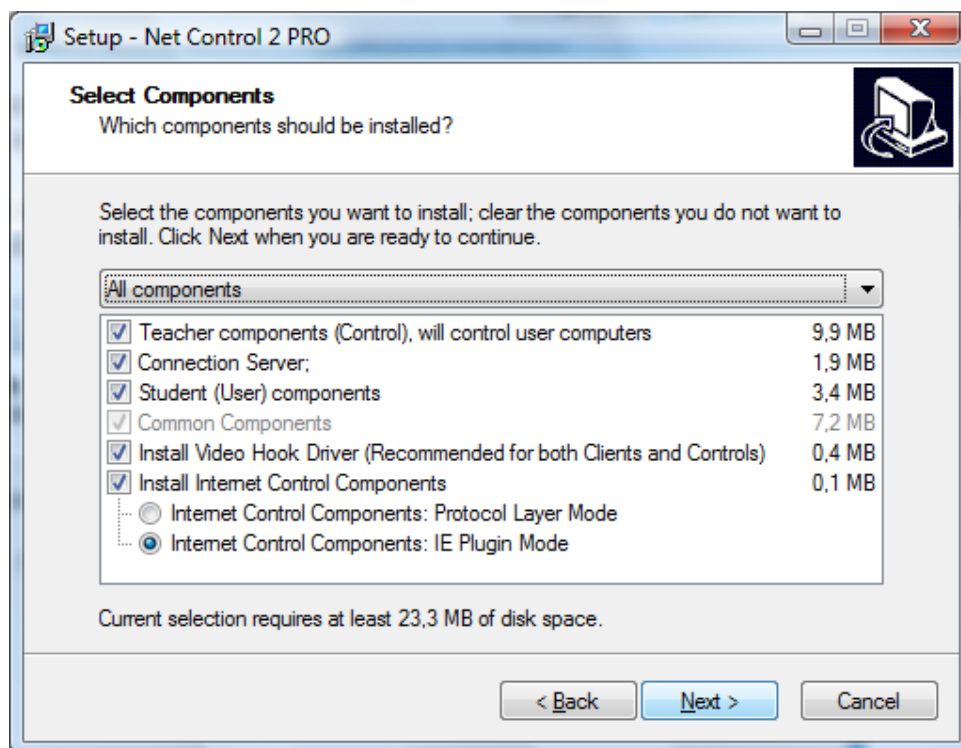 Setup - Net Control 2 PRO
Select Components
Which components should be installed?
Select the components you want to install; clear the components you do not want to
install. Click Next when you are ready to continue.
All components
Teacher components (Control), will control user computers 9,9 MB
Connection Server; 1,9 MB
Student (User) components 3,4 MB
Common Components 7,2 MB
Install Video Hook Driver (Recommended for both Clients and Controls) 0,4 MB
Install Internet Control Components 0,1 MB
Internet Control Components: Protocol Layer Mode
Internet Control Components: IE Plugin Mode
Current selection requires at least 23,3 MB of disk space.
< Back Next > Cancel